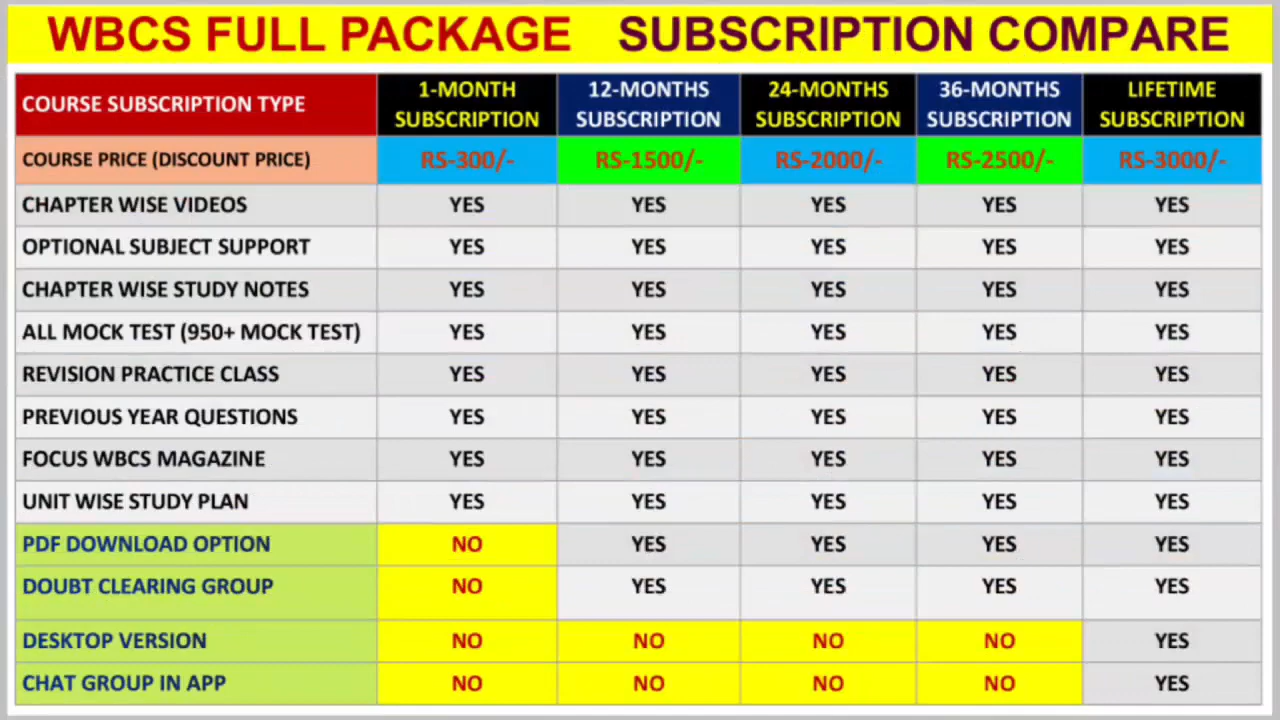 WBCS FULL PACKAGE SUBSCRIPTION COMPARE
COURSE SUBSCRIPTION TYPE 1-MONTH SUBSCRIPTION 12-MONTHS SUBSCRIPTION 24-MONTHS SUBSCRIPTION 36-MONTHS SUBSCRIPTION LIFETIME SUBSCRIPTION
COURSE PRICE (DISCOUNT PRICE) RS-300/- RS-1500/- RS-2000/- RS-2500/- RS-3000/-
CHAPTER WISE VIDEOS YES YES YES YES YES
OPTIONAL SUBJECT SUPPORT YES YES YES YES YES
CHAPTER WISE STUDY NOTES YES YES YES YES YES
ALL MOCK TEST (950+ MOCK TEST) YES YES YES YES YES
REVISION PRACTICE CLASS YES YES YES YES YES
PREVIOUS YEAR QUESTIONS YES YES YES YES YES
FOCUS WBCS MAGAZINE YES YES YES YES YES
UNIT WISE STUDY PLAN YES YES YES YES YES
PDF DOWNLOAD OPTION NO YES YES YES YES
DOUBT CLEARING GROUP NO YES YES YES YES
DESKTOP VERSION NO NO NO NO YES
CHAT GROUP IN APP NO NO NO NO YES